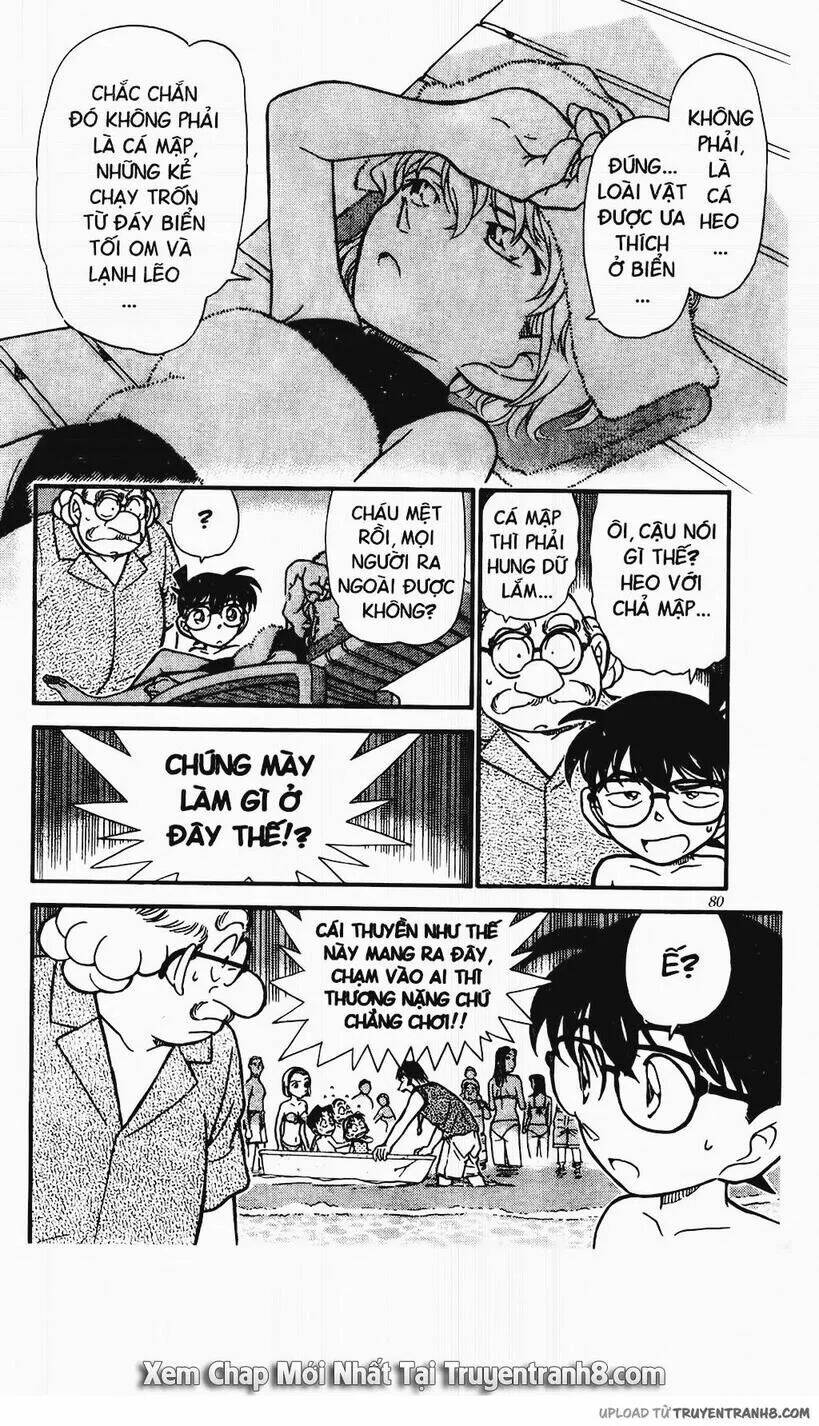 KHÔNG
PHẢI,
LÀ
CÁ
HEO
...
ĐÚNG...
LOÀI VẬT
ĐƯỢC ƯA
THÍCH
Ở BIỂN
...
CHẮC CHẮN
ĐÓ KHÔNG PHẢI
LÀ CÁ MẬP,
NHỮNG KẺ
CHẠY TRỐN
TỪ ĐÁY BIỂN
TỐI OM VÀ
LẠNH LẼO
...
ÔI, CẬU NÓI
GÌ THẾ?
HEO VỚI
CHẢ MẬP...
CÁ MẬP
THÌ PHẢI
HUNG DỮ
LẮM...
CHÁU MỆT
RỒI, MỌI
NGƯỜI RA
NGOÀI ĐƯỢC
KHÔNG?
?
CHÚNG MÀY
LÀM GÌ Ở
ĐÂY THẾ!?
80
Ế?
CÁI THUYỀN NHƯ THẾ
NÀY MANG RA ĐÂY,
CHẠM VÀO AI THÌ
THƯƠNG NẶNG CHỨ
CHẲNG CHƠI!!
Xem Chap Mới Nhất Tại Truyentranh8.com
UPLOAD TỪ TRUYENTRANH8.COM